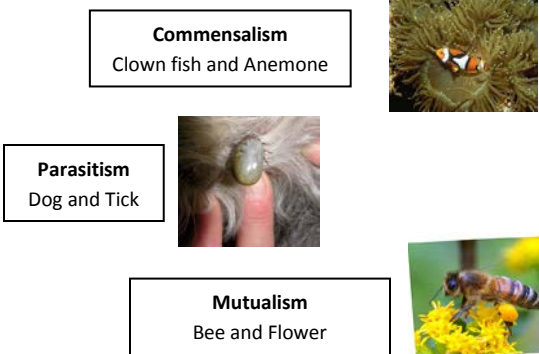 Commensalism
Clown fish and Anemone
Parasitism
Dog and Tick
Mutualism
Bee and Flower